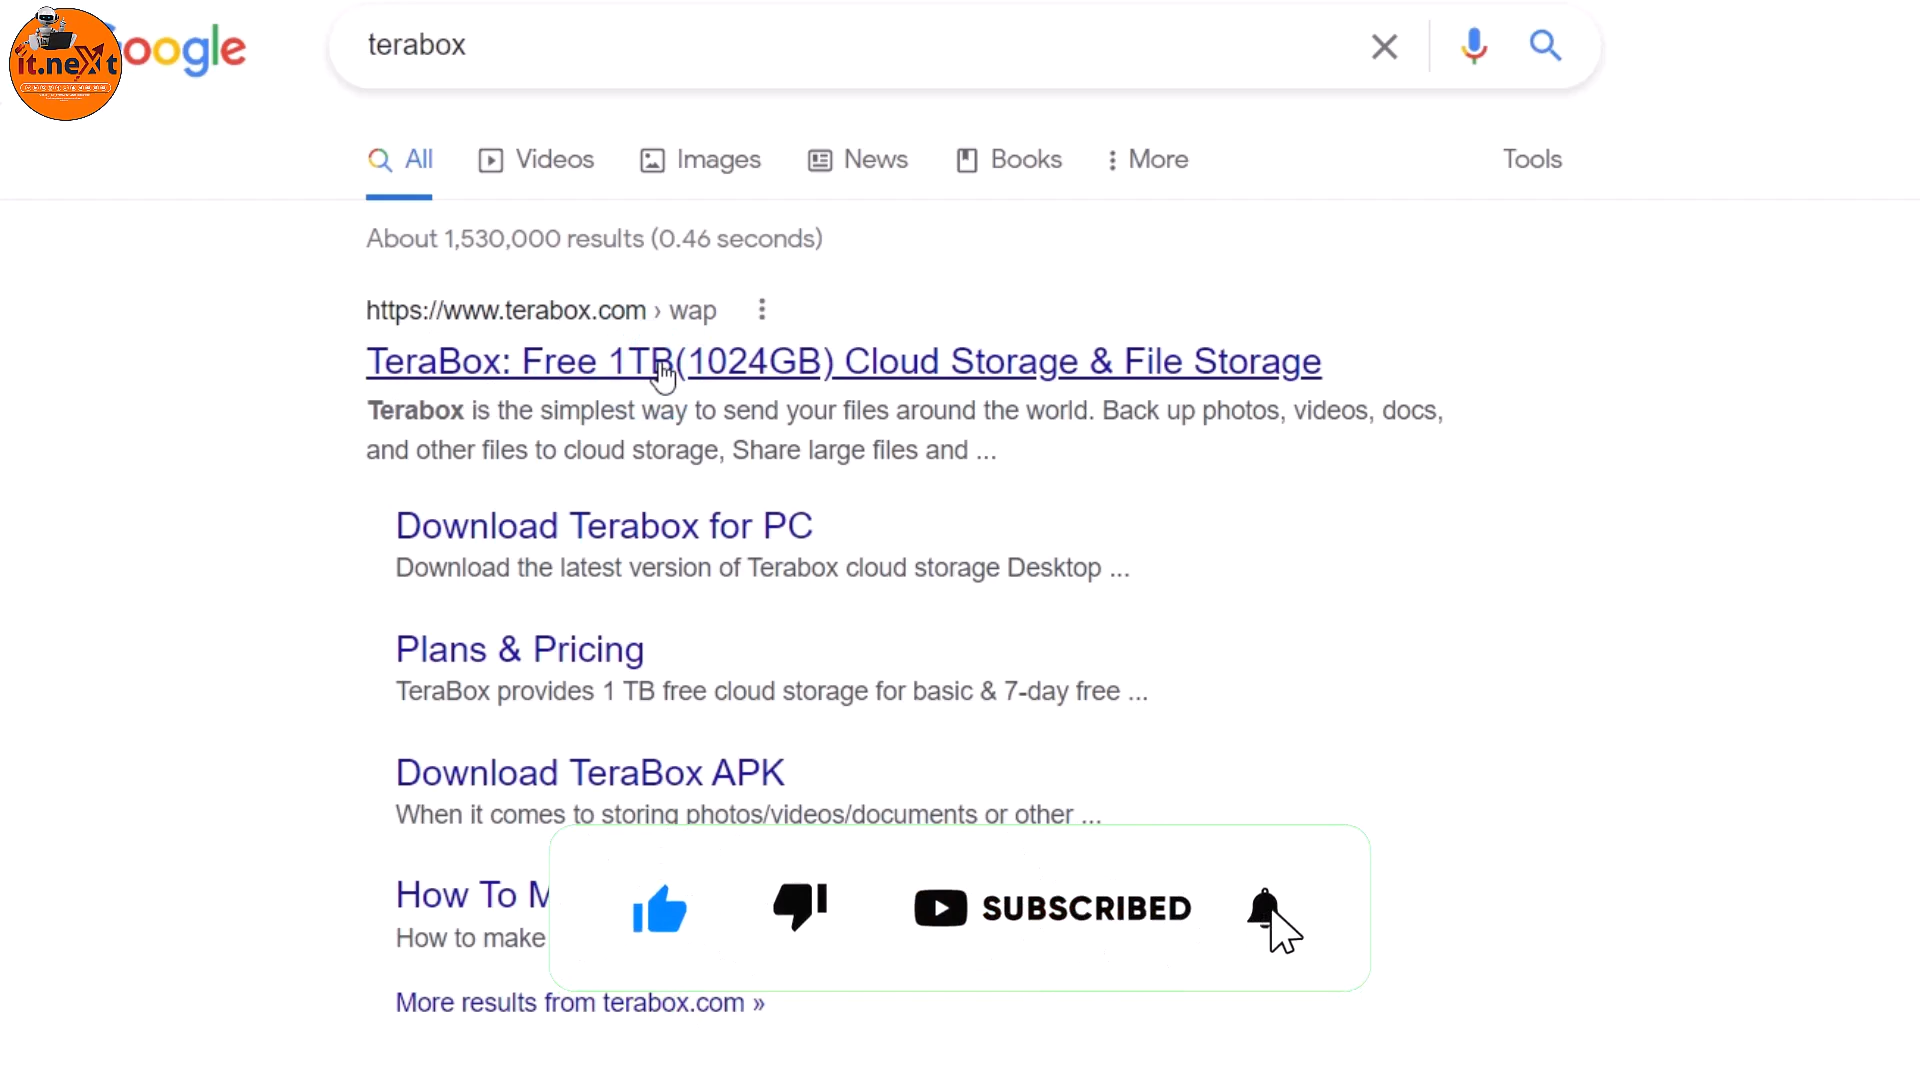 Google
it.neXt
terabox
All
Videos
Images
News
Books
More
Tools
About 1,530,000 results (0.46 seconds)
https://www.terabox.com › wap
TeraBox: Free 1TB(1024GB) Cloud Storage & File Storage
Terabox is the simplest way to send your files around the world. Back up photos, videos, docs,
and other files to cloud storage, Share large files and ...
Download Terabox for PC
Download the latest version of Terabox cloud storage Desktop ...
Plans & Pricing
TeraBox provides 1 TB free cloud storage for basic & 7-day free ...
Download TeraBox APK
When it comes to storing photos/videos/documents or other ...
How To
How to make
SUBSCRIBED
More results from terabox.com »